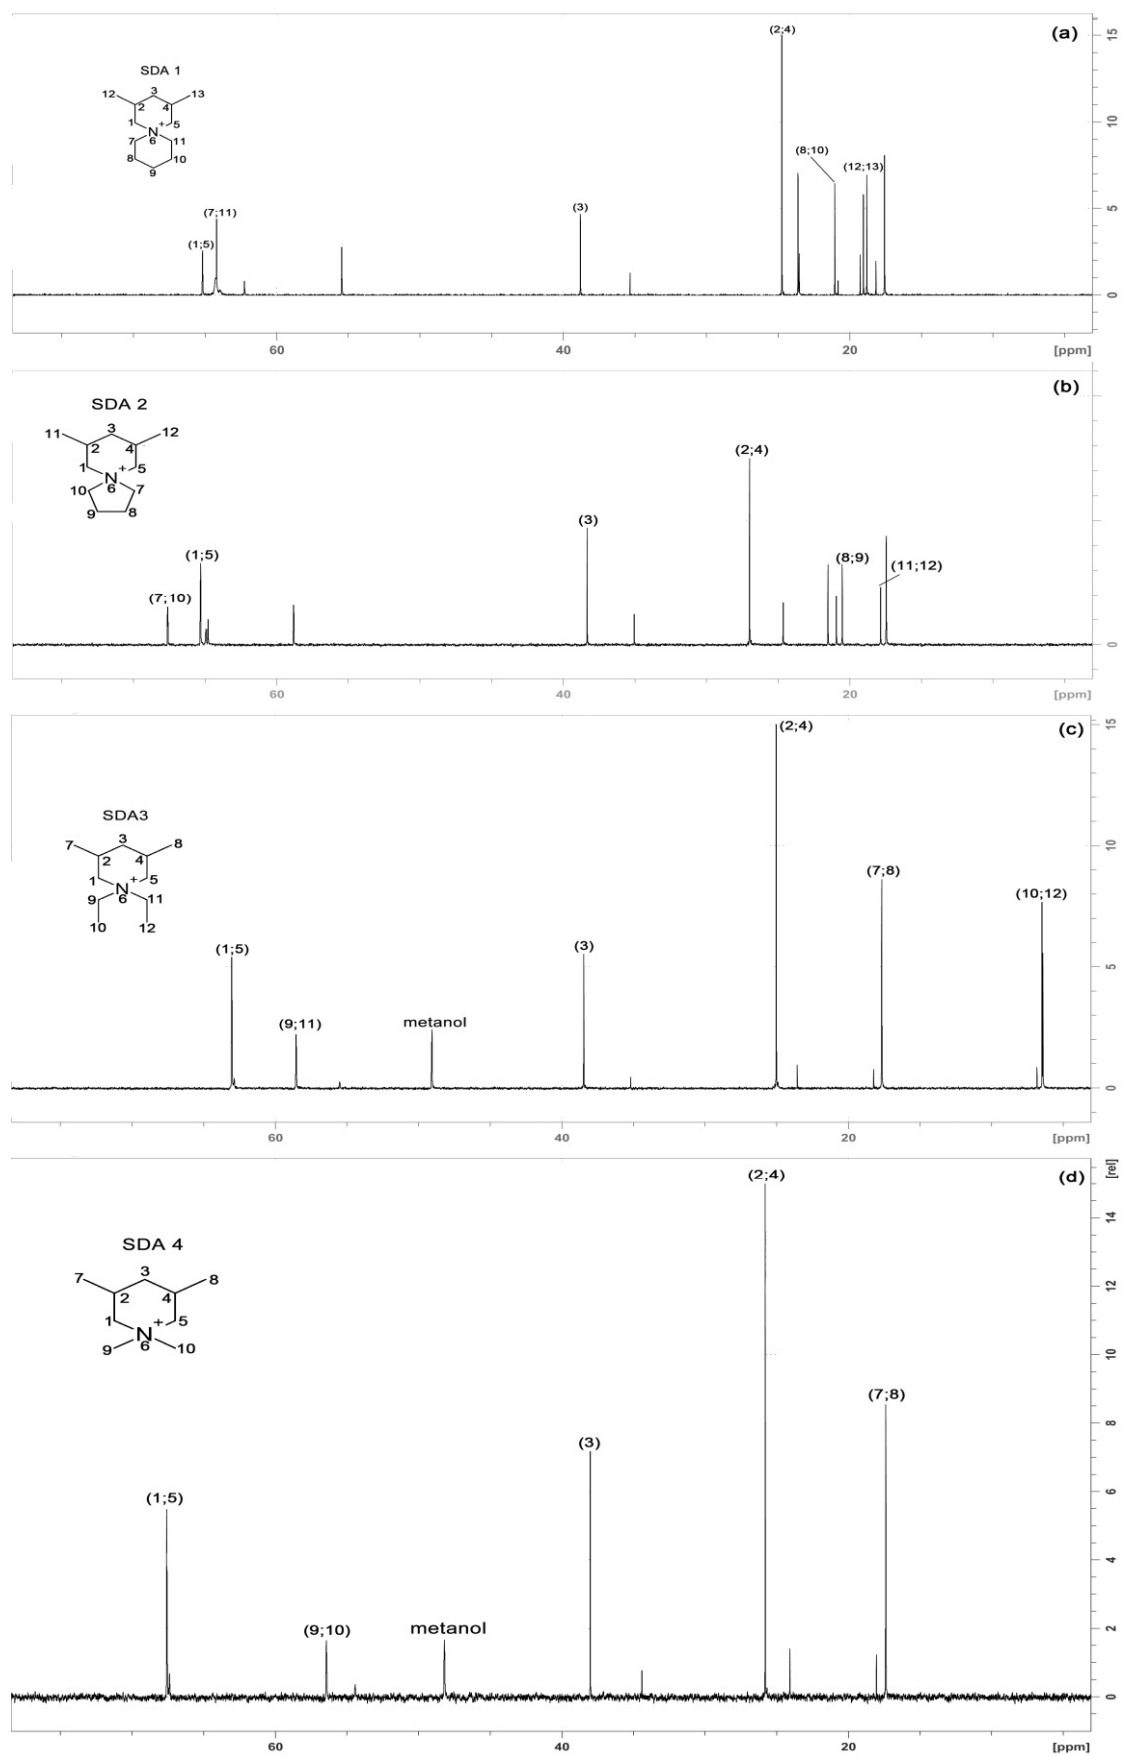 (a)
SDA 1
12 3 13
2 4
1 + 5
N
6
7 11
8 10
9
(2;4)
(8;10)
(12;13)
(7;11)
(1;5)
(3)
15
10
5
0
60 40 20 [ppm]
(b)
SDA 2
11 3 12
2 4
1 + 5
N
6
10 7
9 8
(2;4)
(3)
(1;5)
(7;10)
(8;9)
(11;12)
0
60 40 20 [ppm]
(c)
SDA3
7 3 8
2 4
1 + 5
N
6
9 11
10 12
(2;4)
(7;8)
(10;12)
(1;5)
(3)
(9;11)
metanol
15
10
5
0
60 40 20 [ppm]
(d)
[rel]
SDA 4
7 3 8
2 4
1 + 5
N
6
9 10
(2;4)
(7;8)
(3)
(1;5)
(9;10)
metanol
14
12
10
8
6
4
2
0
60 40 20 [ppm]